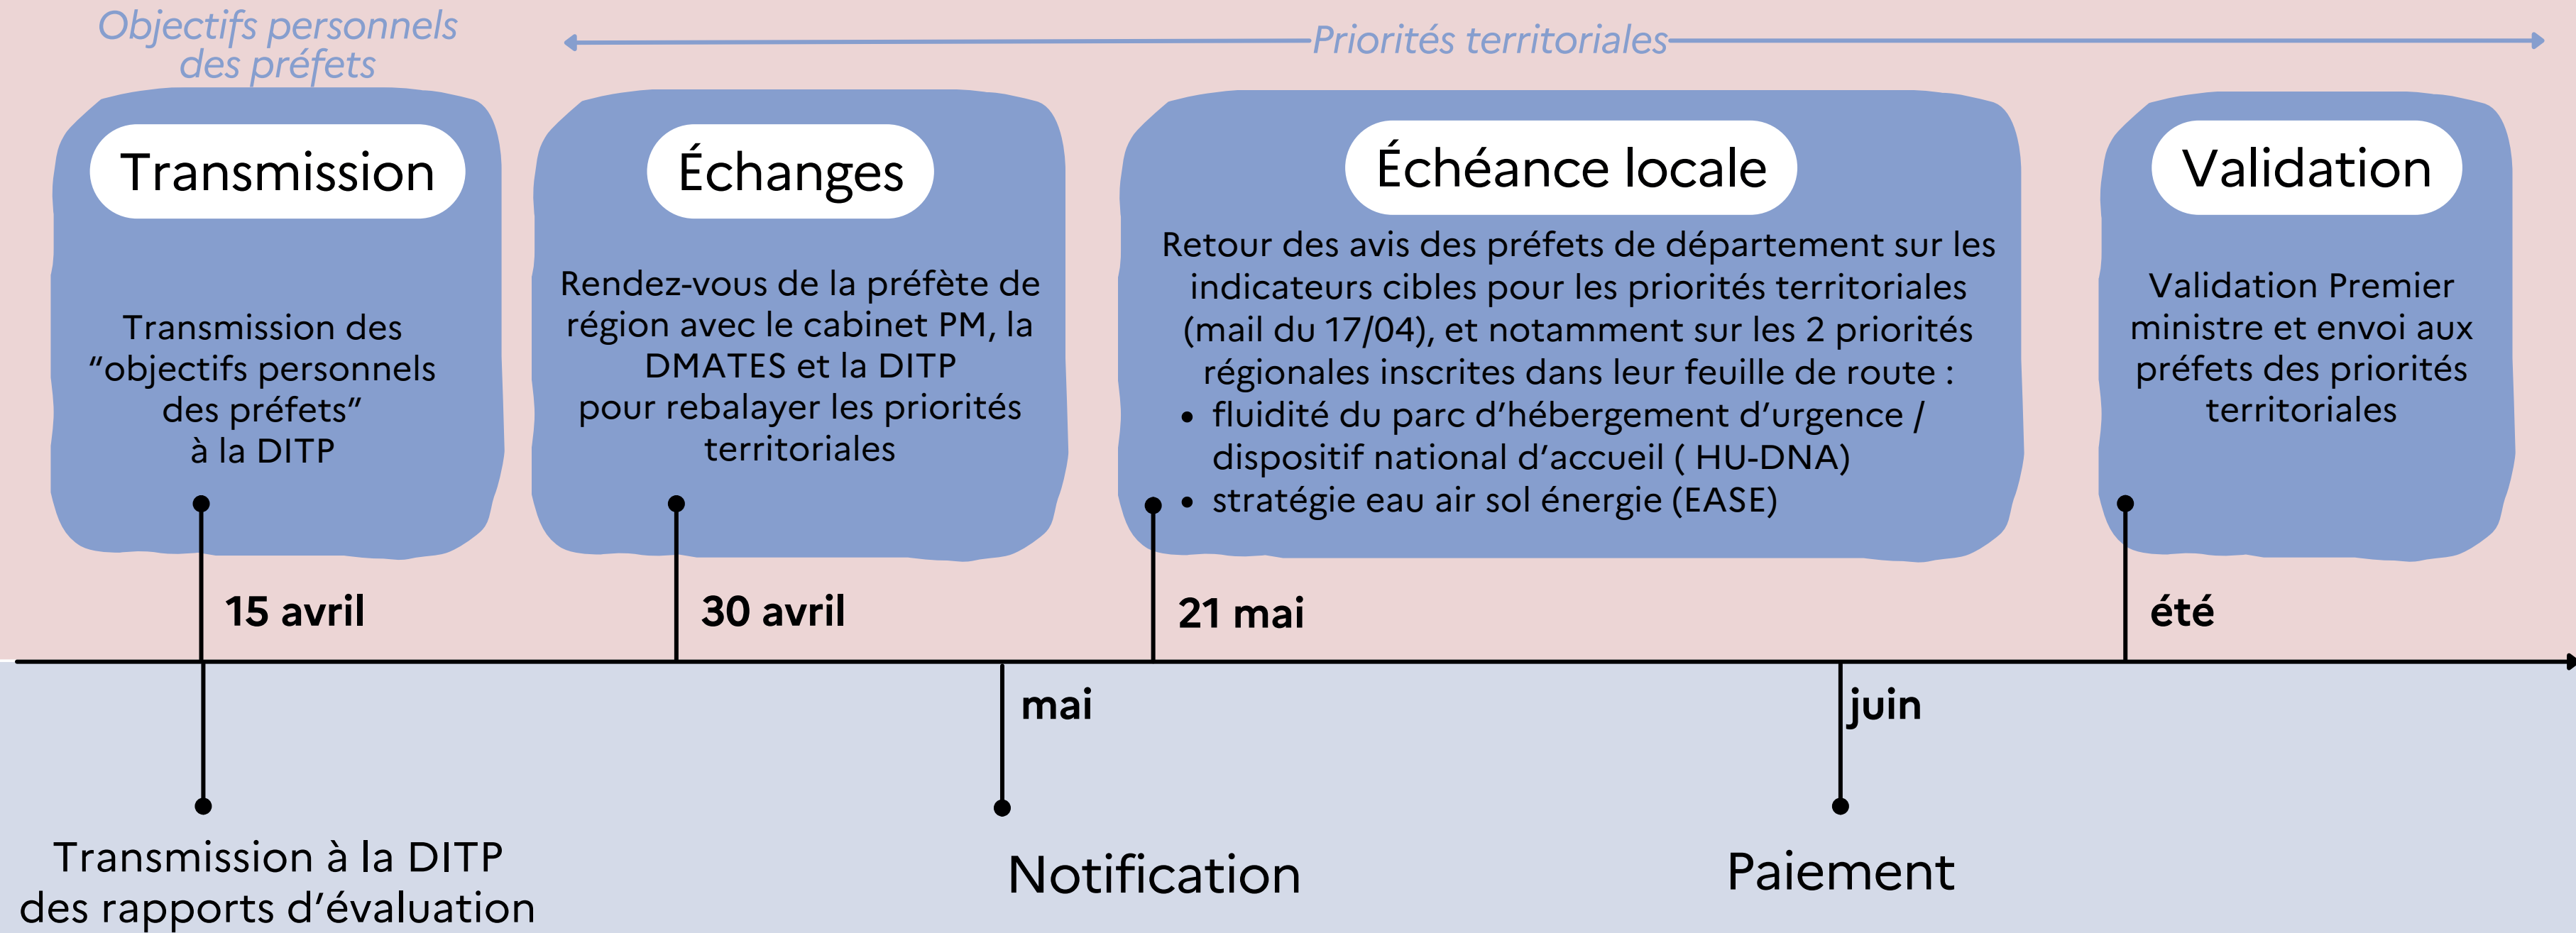 Objectifs personnels
des préfets
Priorités territoriales
Transmission
Transmission des
“objectifs personnels
des préfets”
à la DITP
15 avril
Échanges
Rendez-vous de la préfète de
région avec le cabinet PM, la
DMATES et la DITP
pour rebalayer les priorités
territoriales
30 avril
Échéance locale
Retour des avis des préfets de département sur les
indicateurs cibles pour les priorités territoriales
(mail du 17/04), et notamment sur les 2 priorités
régionales inscrites dans leur feuille de route :
• fluidité du parc d’hébergement d’urgence /
dispositif national d’accueil ( HU-DNA)
• stratégie eau air sol énergie (EASE)
21 mai
Validation
Validation Premier
ministre et envoi aux
préfets des priorités
territoriales
été
mai
juin
Transmission à la DITP
des rapports d’évaluation
Notification
Paiement